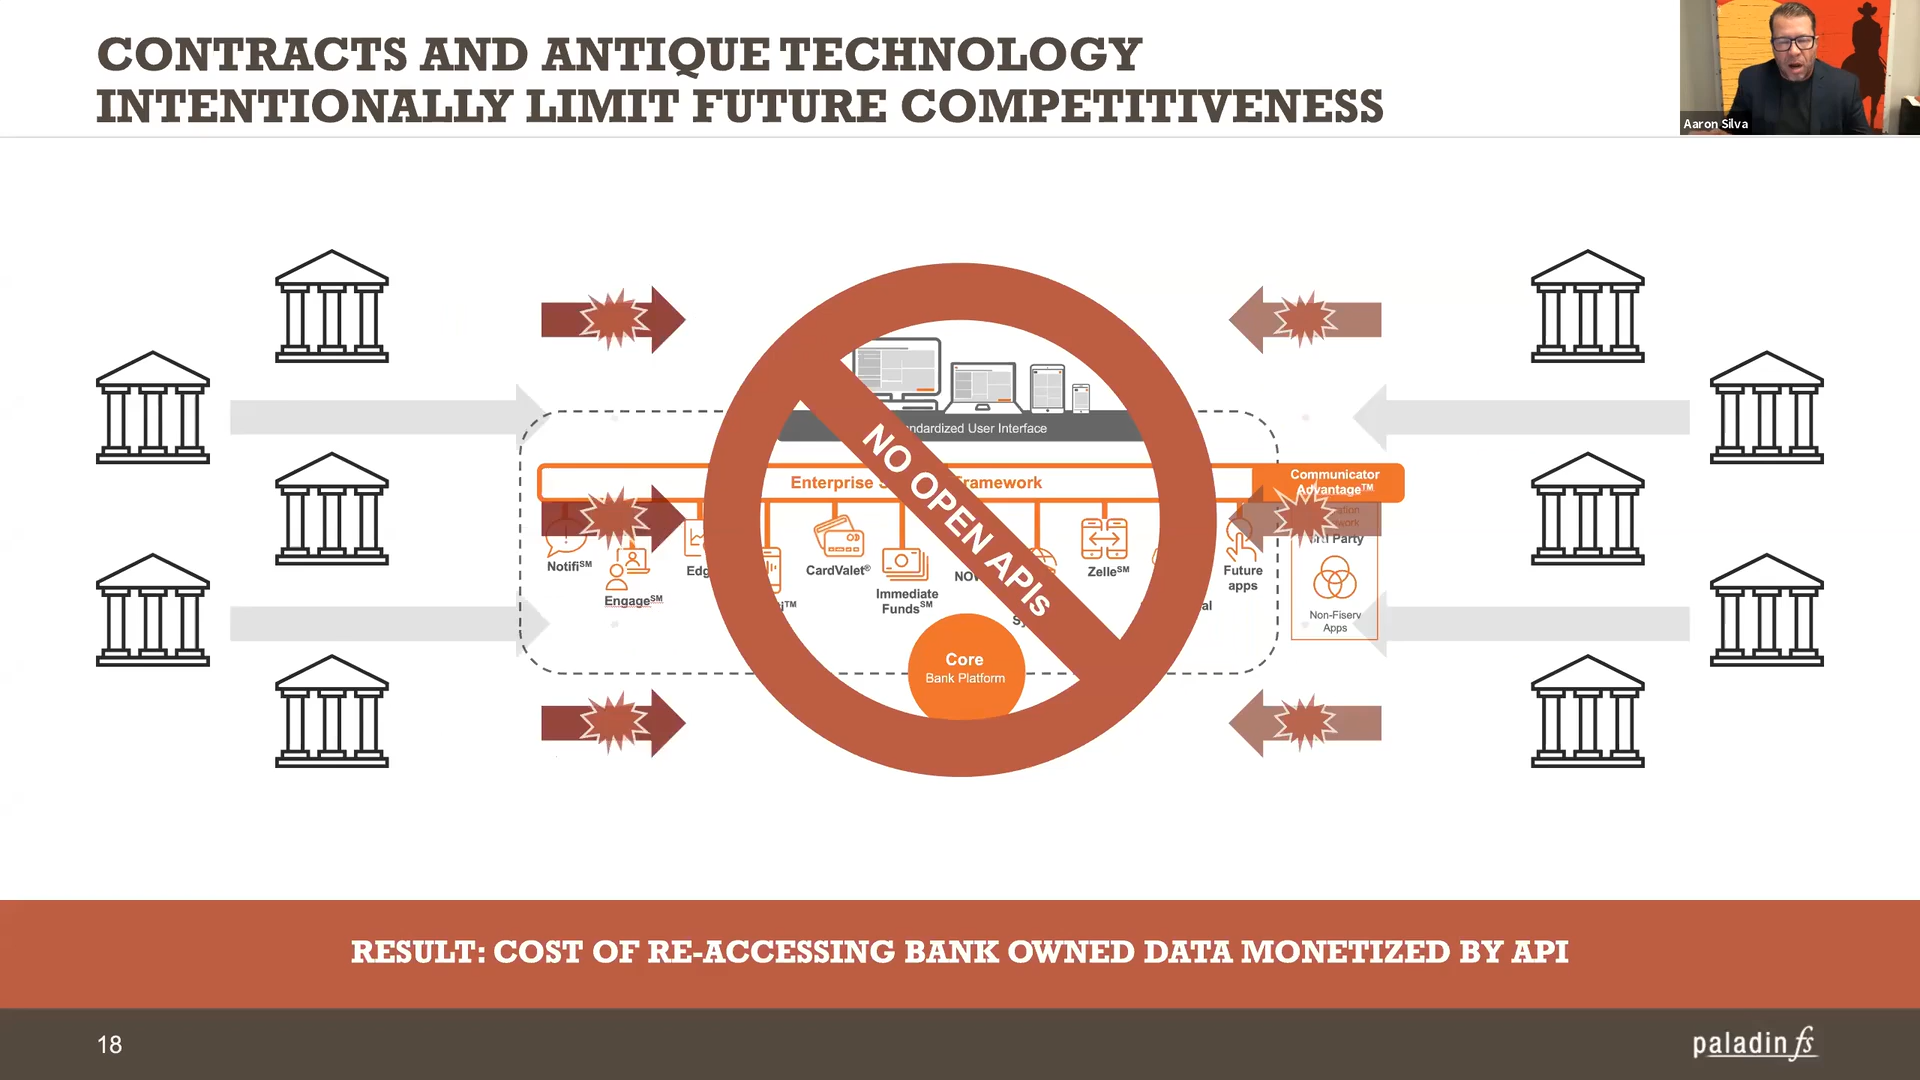 CONTRACTS AND ANTIQUE TECHNOLOGY
INTENTIONALLY LIMIT FUTURE COMPETITIVENESS
Aaron Silva
User Interface
Enterprise
Communicator
Advantage™
NO OPEN APIs
Party
Notifi℠
Engage℠
CardValet®
Immediate
Funds℠
Zelle℠
Future
apps
Non-Fiserv
Apps
Core
Bank Platform
RESULT: COST OF RE-ACCESSING BANK OWNED DATA MONETIZED BY API
18
paladin fs